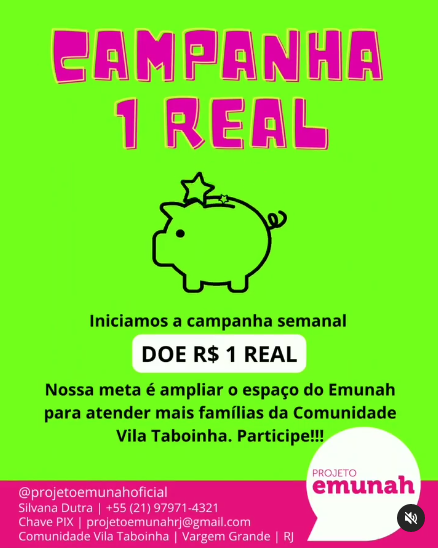 CAMPANHA
1 REAL
Iniciamos a campanha semanal
DOE R$ 1 REAL
Nossa meta é ampliar o espaço do Emunah
para atender mais famílias da Comunidade
Vila Taboinha. Participe!!!
PROJETO
emunah
@projetoemunahoficial
Silvana Dutra | +55 (21) 97971-4321
Chave PIX | projetoemunahrj@gmail.com
Comunidade Vila Taboinha | Vargem Grande | RJ